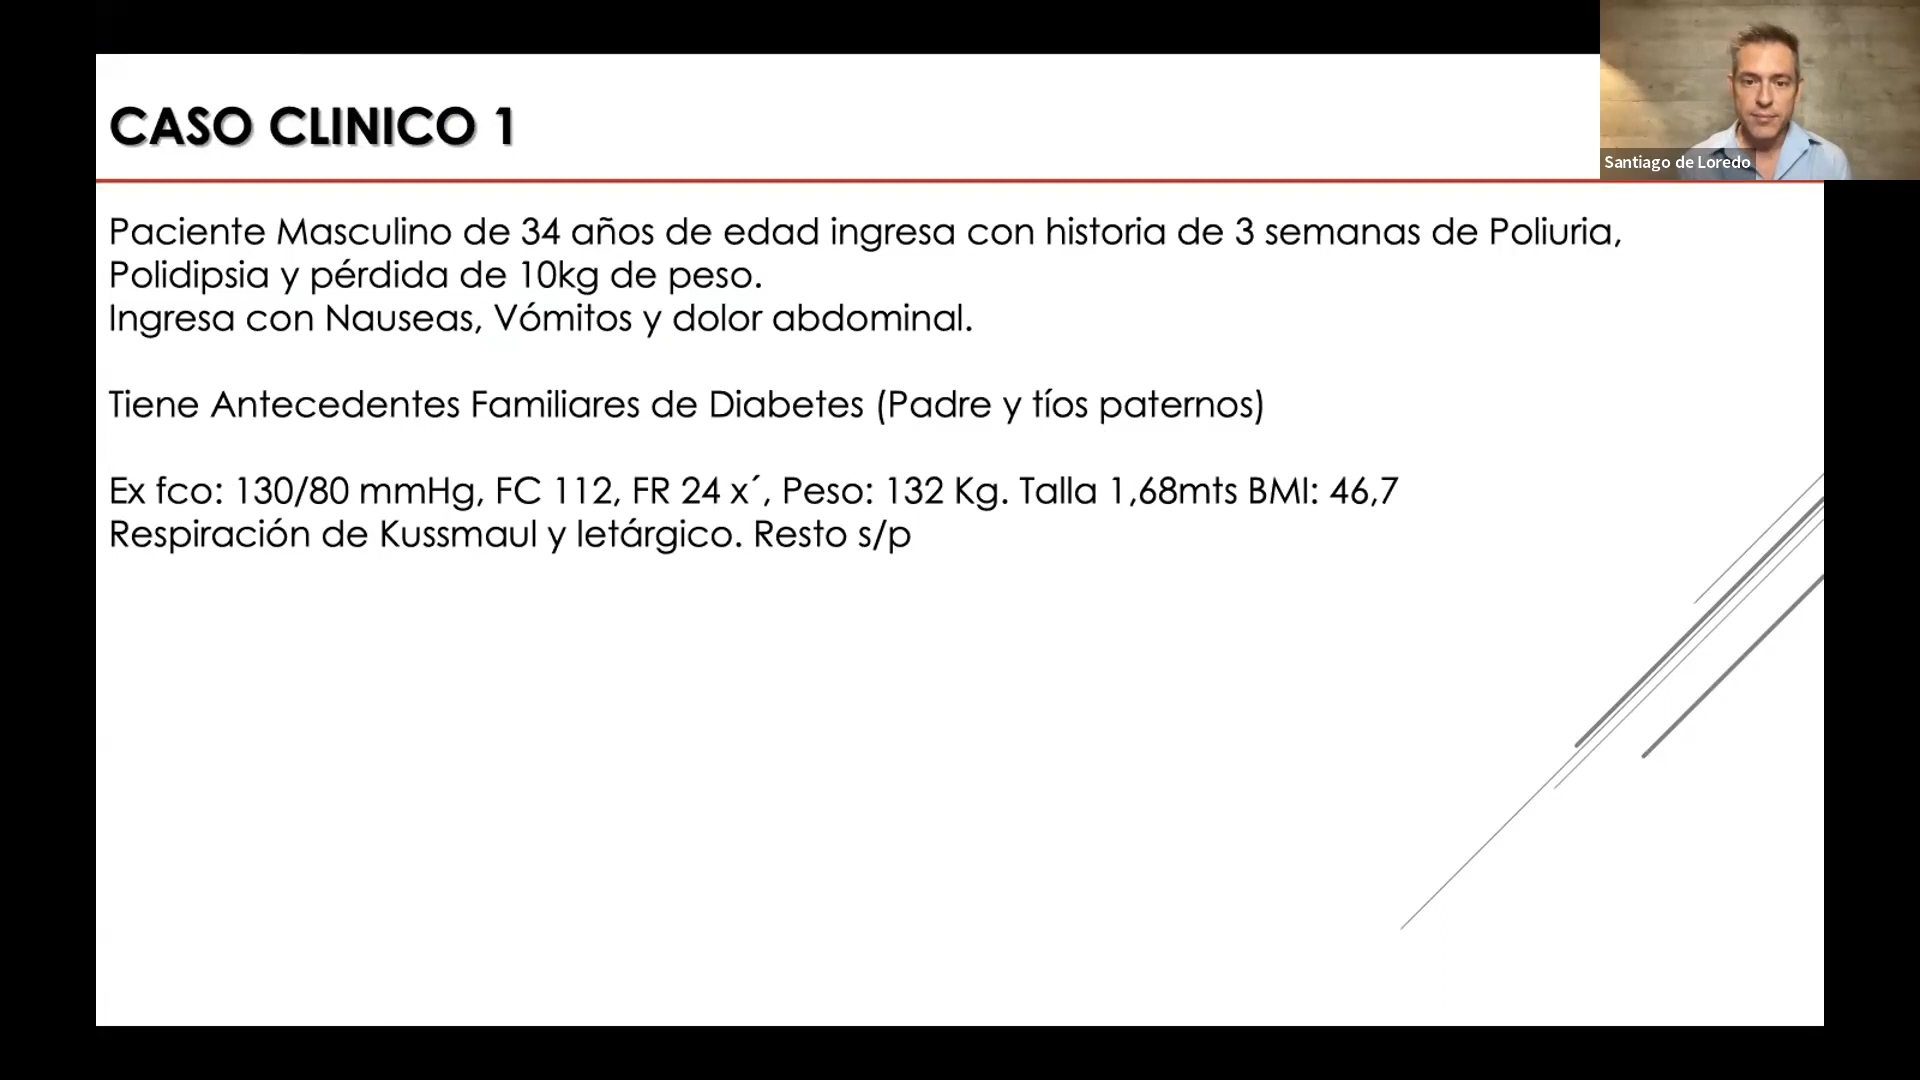 CASO CLINICO 1
Santiago de Loredo
Paciente Masculino de 34 años de edad ingresa con historia de 3 semanas de Poliuria,
Polidipsia y pérdida de 10kg de peso.
Ingresa con Nauseas, Vómitos y dolor abdominal.
Tiene Antecedentes Familiares de Diabetes (Padre y tíos paternos)
Ex fco: 130/80 mmHg, FC 112, FR 24 x´, Peso: 132 Kg. Talla 1,68mts BMI: 46,7
Respiración de Kussmaul y letárgico. Resto s/p